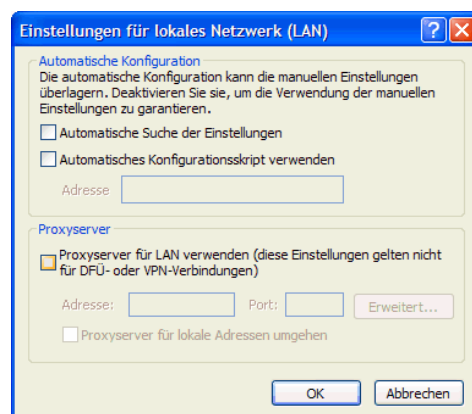 Einstellungen für lokales Netzwerk (LAN)
Automatische Konfiguration
Die automatische Konfiguration kann die manuellen Einstellungen
überlagern. Deaktivieren Sie sie, um die Verwendung der manuellen
Einstellungen zu garantieren.
Automatische Suche der Einstellungen
Automatisches Konfigurationsskript verwenden
Adresse
Proxyserver
Proxyserver für LAN verwenden (diese Einstellungen gelten nicht
für DFÜ- oder VPN-Verbindungen)
Adresse: Port: Erweitert...
Proxyserver für lokale Adressen umgehen
OK Abbrechen